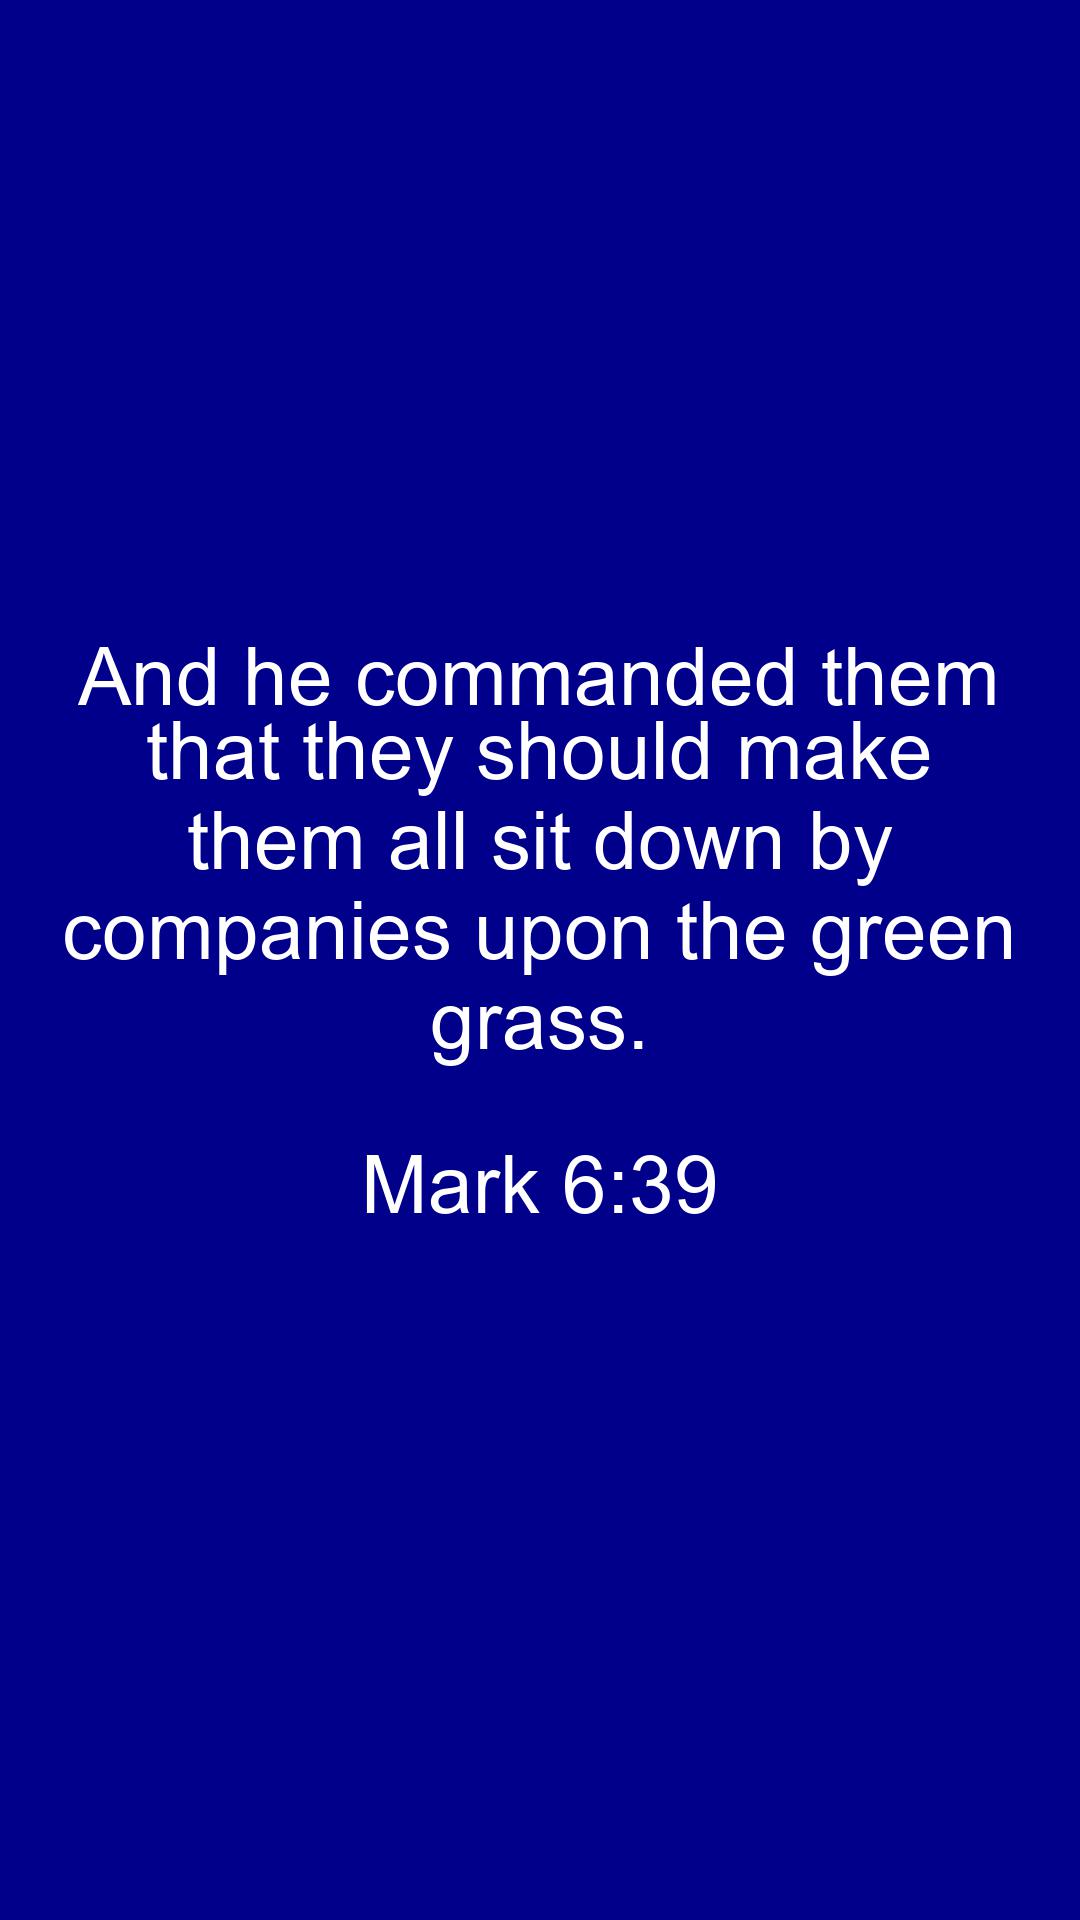 And he commanded them
that they should make
them all sit down by
companies upon the green
grass.
Mark 6:39